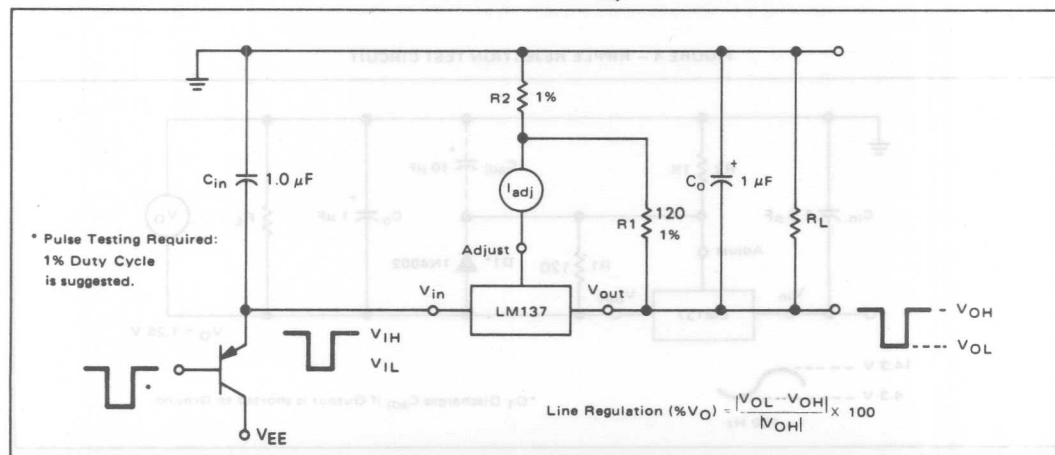 R2
1%
Cin
1.0 μF
Iadj
Co
+
1 μF
R1
120
1%
RL
* Pulse Testing Required:
1% Duty Cycle
is suggested.
Adjust
Vin
LM137
Vout
VIH
VIL
VOH
VOL
*
VEE
Line Regulation (%VO) = |VOL - VOH| / |VOH| × 100